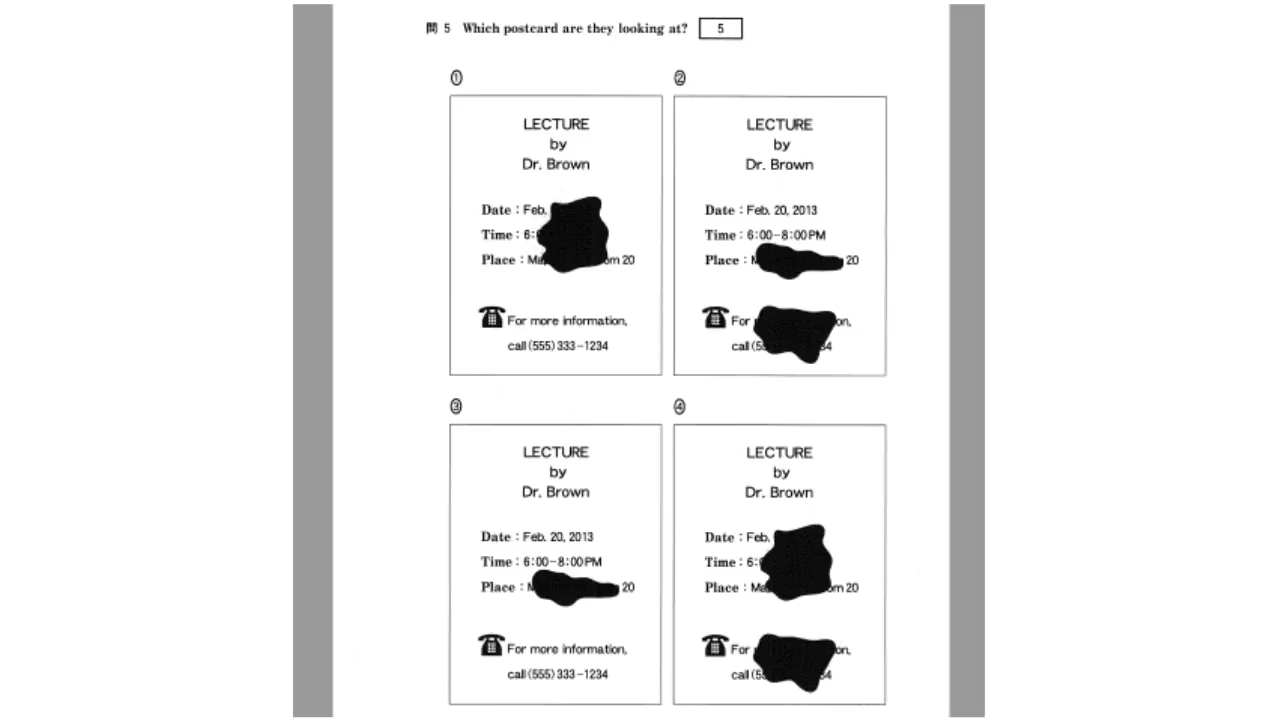 問 5 Which postcard are they looking at? 5
①
LECTURE
by
Dr. Brown
Date : Feb.
Time : 6:
Place : Ma om 20
For more information,
call (555) 333-1234
②
LECTURE
by
Dr. Brown
Date : Feb. 20, 2013
Time : 6:00-8:00 PM
Place : M 20
For on,
call (5 34
③
LECTURE
by
Dr. Brown
Date : Feb. 20, 2013
Time : 6:00-8:00 PM
Place : M 20
For more information,
call (555) 333-1234
④
LECTURE
by
Dr. Brown
Date : Feb.
Time : 6:
Place : Ma om 20
For on,
call (5 4